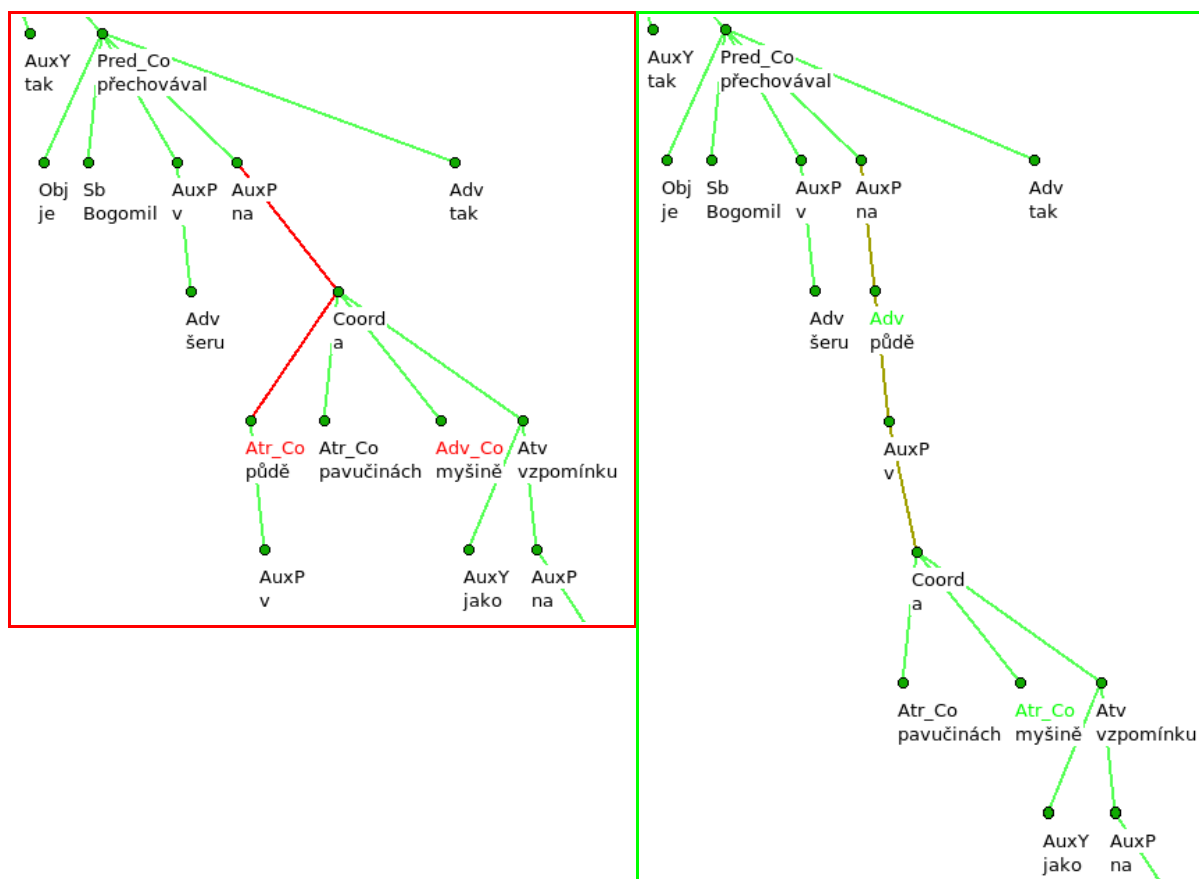 AuxY
tak
Pred_Co
přechovával
Obj
je
Sb
Bogomil
AuxP
v
AuxP
na
Adv
tak
Adv
šeru
Coord
a
Atr_Co
půdě
Atr_Co
pavučinách
Adv_Co
myšině
Atv
vzpomínku
AuxP
v
AuxY
jako
AuxP
na
AuxY
tak
Pred_Co
přechovával
Obj
je
Sb
Bogomil
AuxP
v
AuxP
na
Adv
tak
Adv
šeru
Adv
půdě
AuxP
v
Coord
a
Atr_Co
pavučinách
Atr_Co
myšině
Atv
vzpomínku
AuxY
jako
AuxP
na